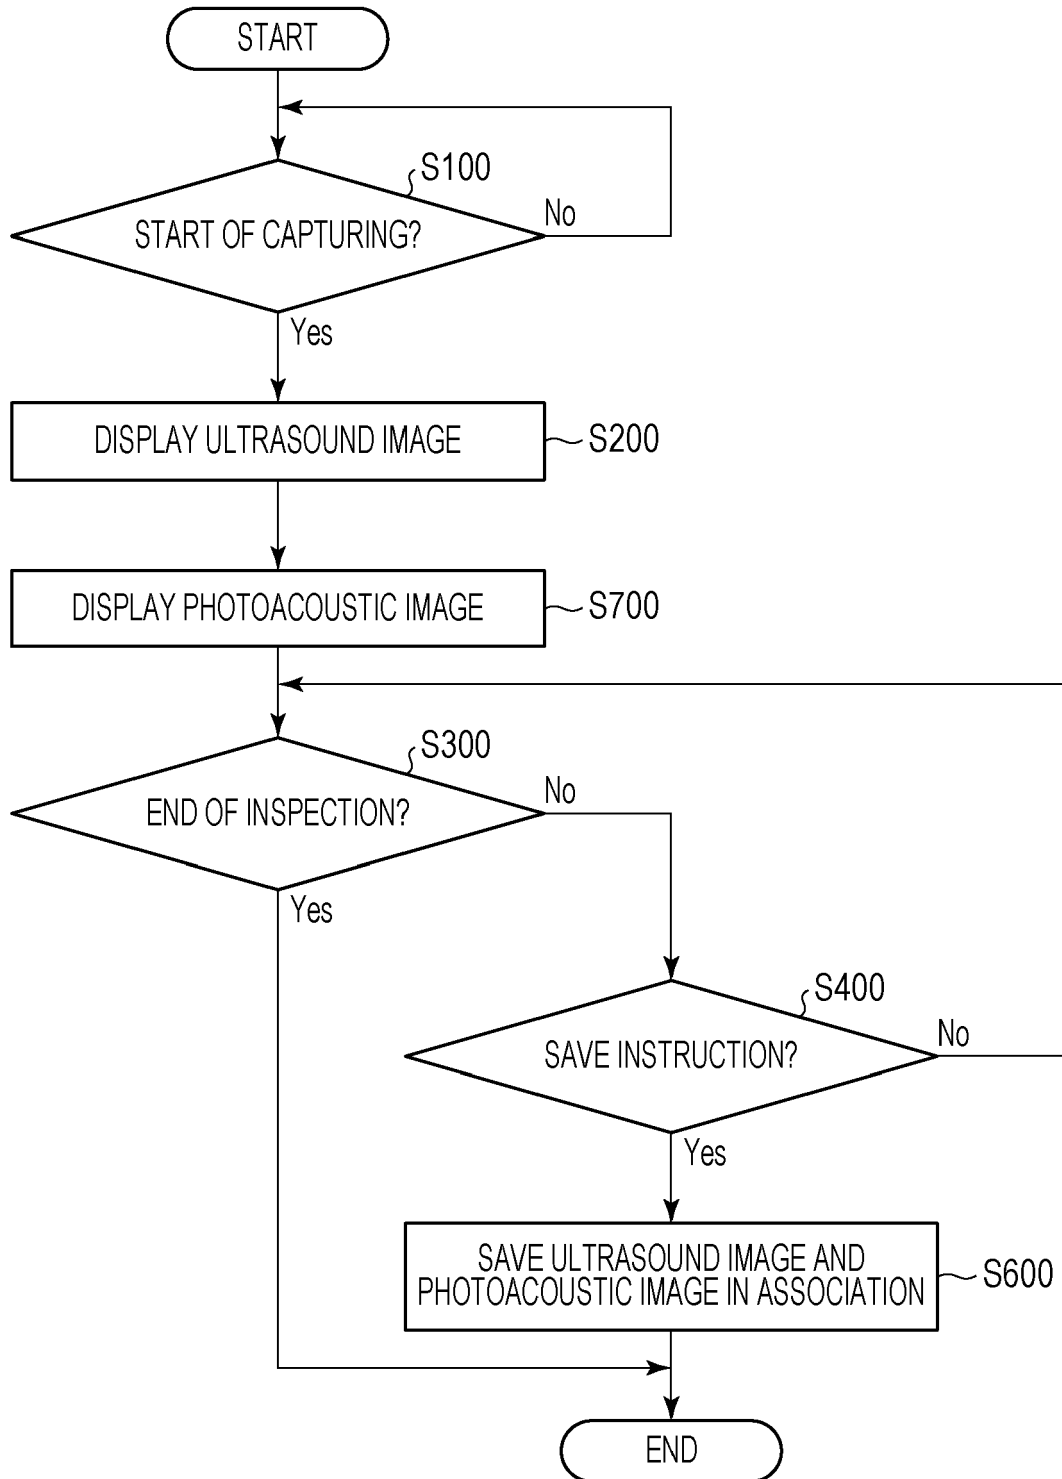 START
S100
START OF CAPTURING?
No
Yes
DISPLAY ULTRASOUND IMAGE
S200
DISPLAY PHOTOACOUSTIC IMAGE
S700
S300
END OF INSPECTION?
No
Yes
S400
SAVE INSTRUCTION?
No
Yes
SAVE ULTRASOUND IMAGE AND
PHOTOACOUSTIC IMAGE IN ASSOCIATION
S600
END